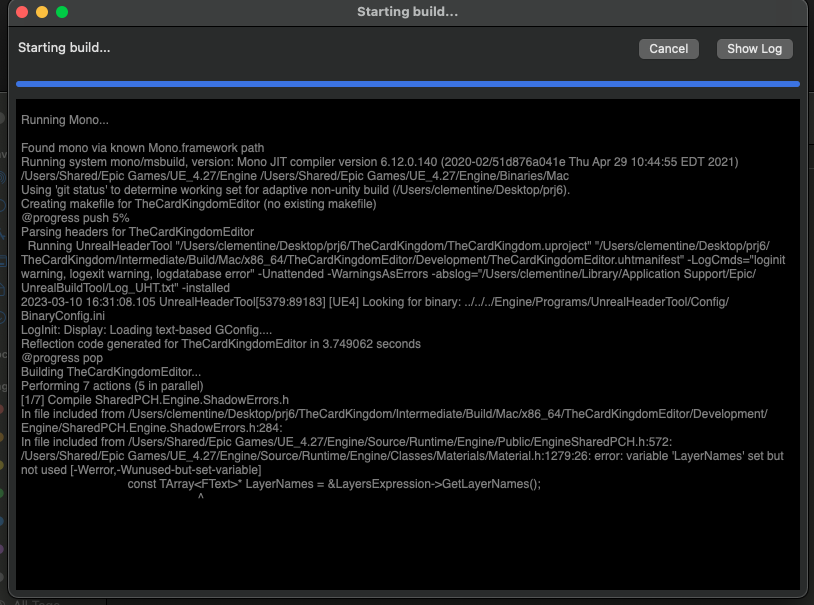 Starting build...
Starting build...
Cancel
Show Log
Running Mono...
Found mono via known Mono.framework path
Running system mono/msbuild, version: Mono JIT compiler version 6.12.0.140 (2020-02/51d876a041e Thu Apr 29 10:44:55 EDT 2021)
/Users/Shared/Epic Games/UE_4.27/Engine /Users/Shared/Epic Games/UE_4.27/Engine/Binaries/Mac
Using 'git status' to determine working set for adaptive non-unity build (/Users/clementine/Desktop/prj6).
Creating makefile for TheCardKingdomEditor (no existing makefile)
@progress push 5%
Parsing headers for TheCardKingdomEditor
Running UnrealHeaderTool "/Users/clementine/Desktop/prj6/TheCardKingdom/TheCardKingdom.uproject" "/Users/clementine/Desktop/prj6/
TheCardKingdom/Intermediate/Build/Mac/x86_64/TheCardKingdomEditor/Development/TheCardKingdomEditor.uhtmanifest" -LogCmds="loginit
warning, logexit warning, logdatabase error" -Unattended -WarningsAsErrors -abslog="/Users/clementine/Library/Application Support/Epic/
UnrealBuildTool/Log_UHT.txt" -installed
2023-03-10 16:31:08.105 UnrealHeaderTool[5379:89183] [UE4] Looking for binary: ../../../Engine/Programs/UnrealHeaderTool/Config/
BinaryConfig.ini
LogInit: Display: Loading text-based GConfig....
Reflection code generated for TheCardKingdomEditor in 3.749062 seconds
@progress pop
Building TheCardKingdomEditor...
Performing 7 actions (5 in parallel)
[1/7] Compile SharedPCH.Engine.ShadowErrors.h
In file included from /Users/clementine/Desktop/prj6/TheCardKingdom/Intermediate/Build/Mac/x86_64/TheCardKingdomEditor/Development/
Engine/SharedPCH.Engine.ShadowErrors.h:284:
In file included from /Users/Shared/Epic Games/UE_4.27/Engine/Source/Runtime/Engine/Public/EngineSharedPCH.h:572:
/Users/Shared/Epic Games/UE_4.27/Engine/Source/Runtime/Engine/Classes/Materials/Material.h:1279:26: error: variable 'LayerNames' set but
not used [-Werror,-Wunused-but-set-variable]
const TArray<FText>* LayerNames = &LayersExpression->GetLayerNames();
^